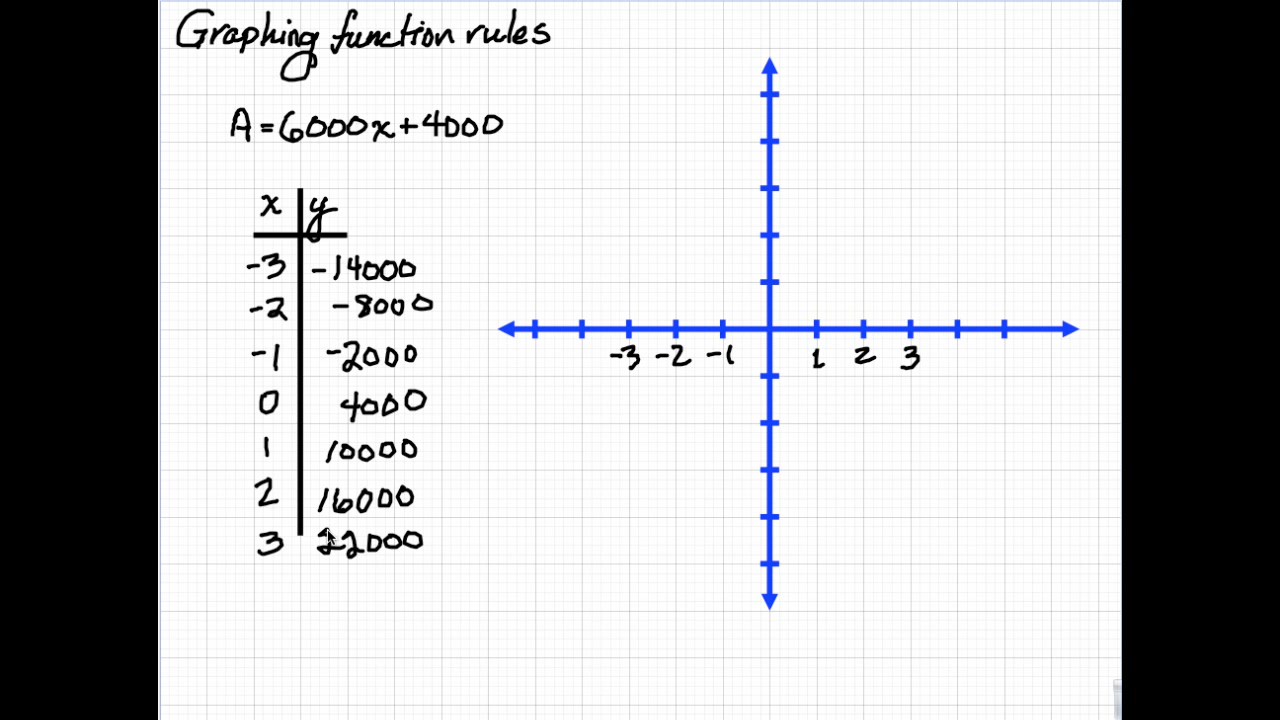 Graphing function rules
A = 6000x + 4000
x y
-3 -14000
-2 -8000
-1 -2000
0 4000
1 10000
2 16000
3 22000
-3 -2 -1 1 2 3